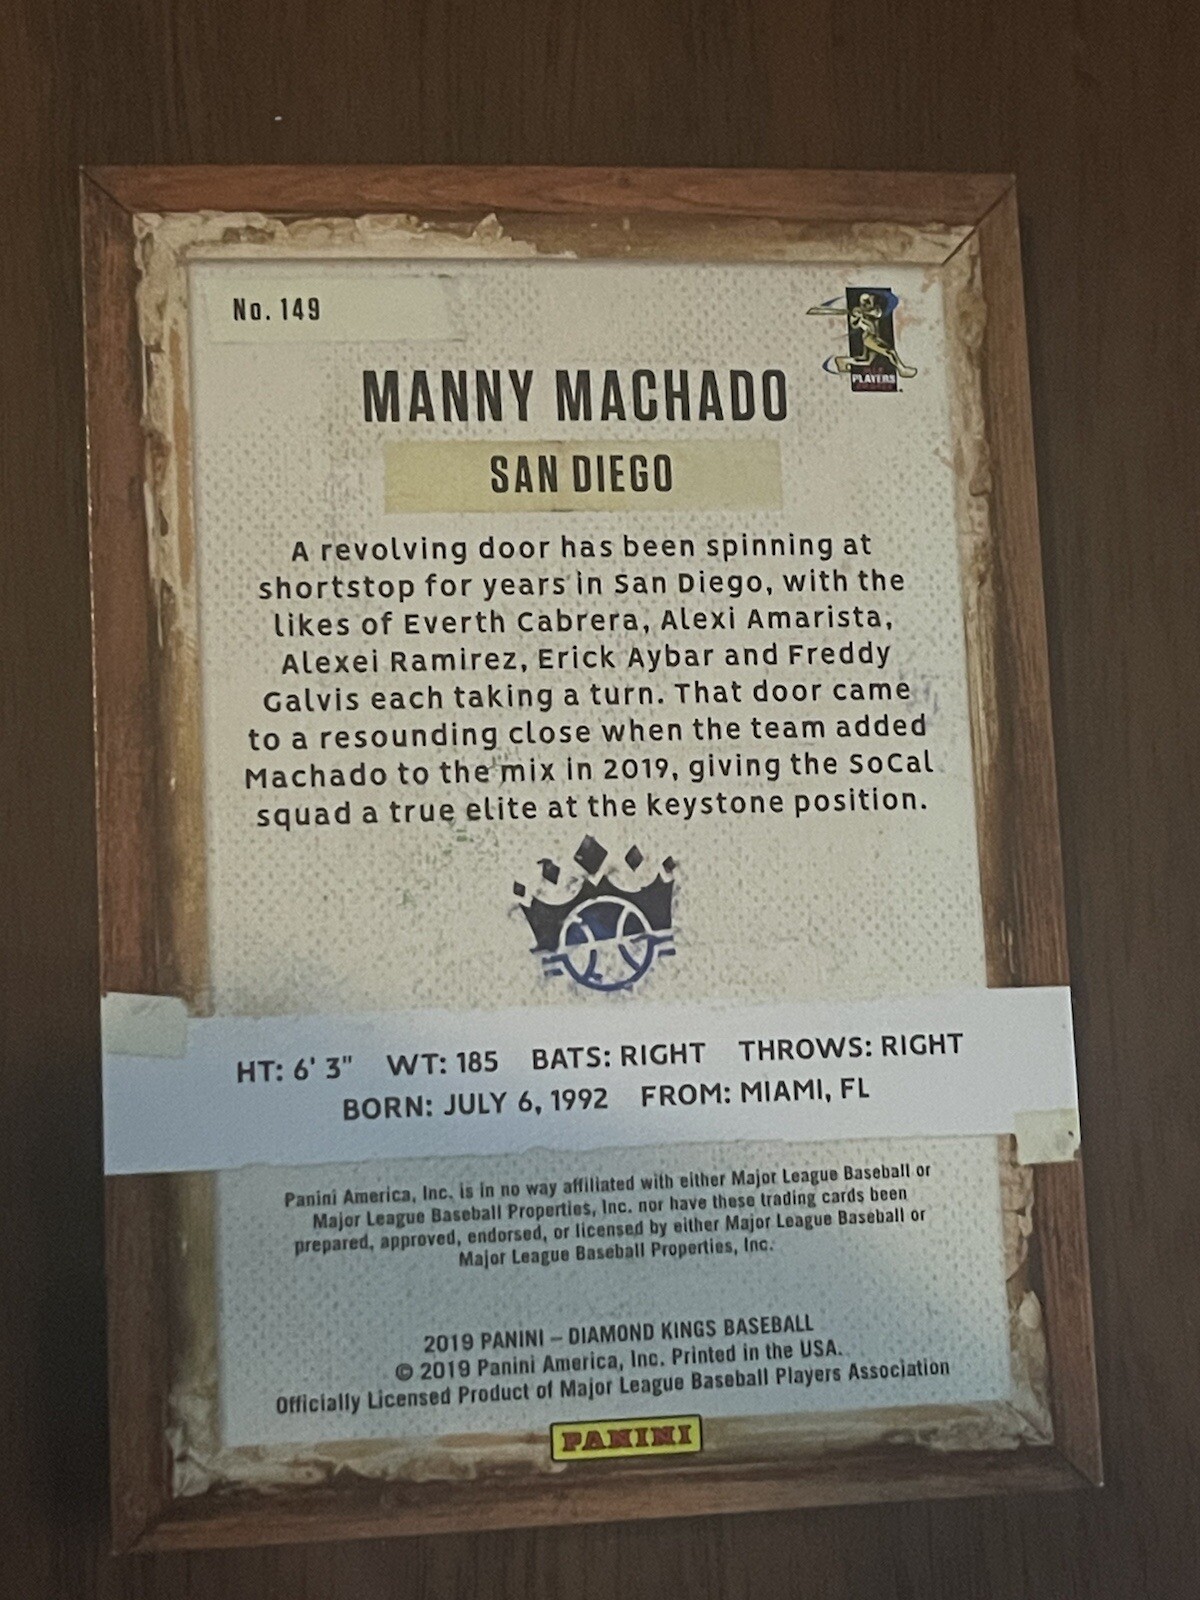 No. 149
PLAYERS
MANNY MACHADO
SAN DIEGO
A revolving door has been spinning at
shortstop for years in San Diego, with the
likes of Everth Cabrera, Alexi Amarista,
Alexei Ramirez, Erick Aybar and Freddy
Galvis each taking a turn. That door came
to a resounding close when the team added
Machado to the mix in 2019, giving the SoCal
squad a true elite at the keystone position.
HT: 6' 3" WT: 185 BATS: RIGHT THROWS: RIGHT
BORN: JULY 6, 1992 FROM: MIAMI, FL
Panini America, Inc. is in no way affiliated with either Major League Baseball or
Major League Baseball Properties, Inc. nor have these trading cards been
prepared, approved, endorsed, or licensed by either Major League Baseball or
Major League Baseball Properties, Inc.
2019 PANINI – DIAMOND KINGS BASEBALL
© 2019 Panini America, Inc. Printed in the USA.
Officially Licensed Product of Major League Baseball Players Association
PANINI